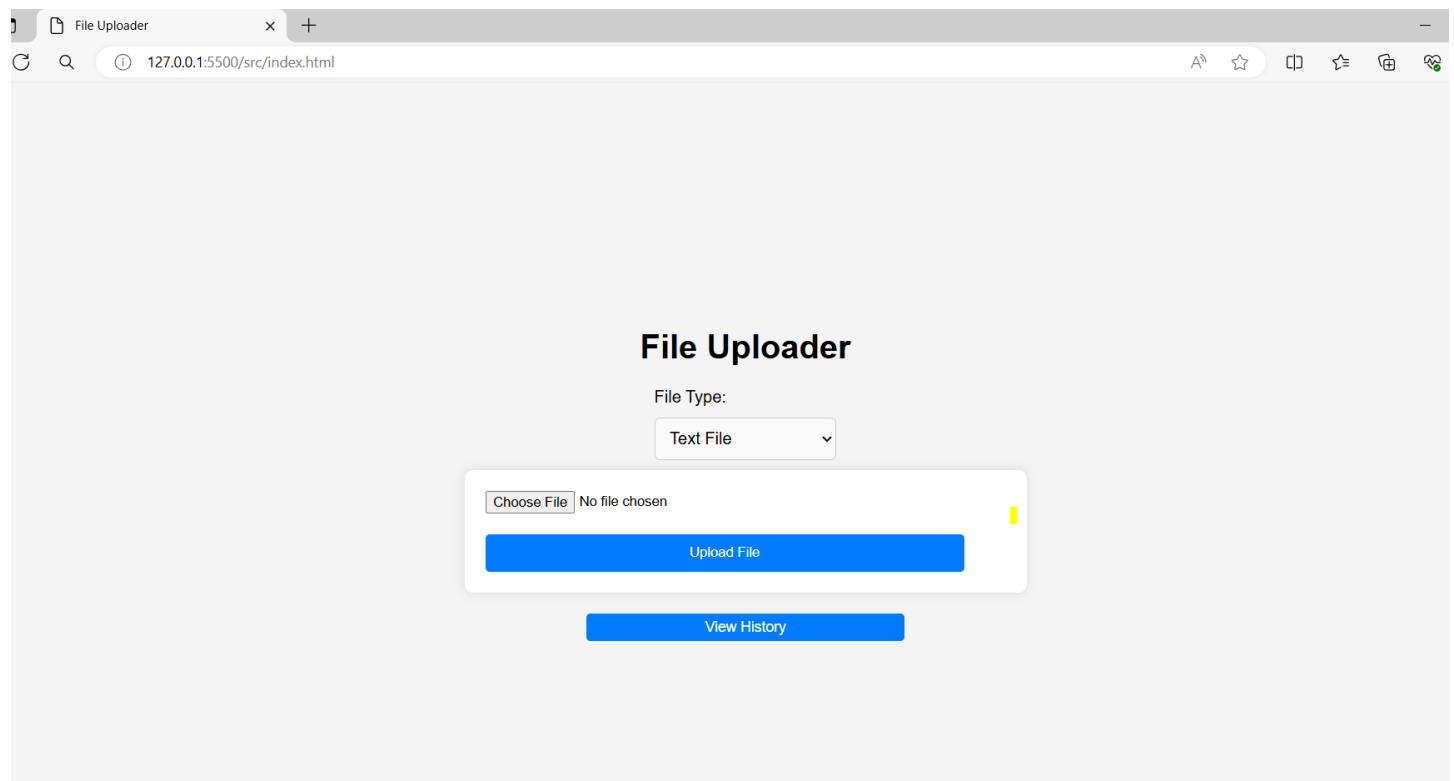 File Uploader
127.0.0.1:5500/src/index.html
File Uploader
File Type:
Text File
Choose File No file chosen
Upload File
View History